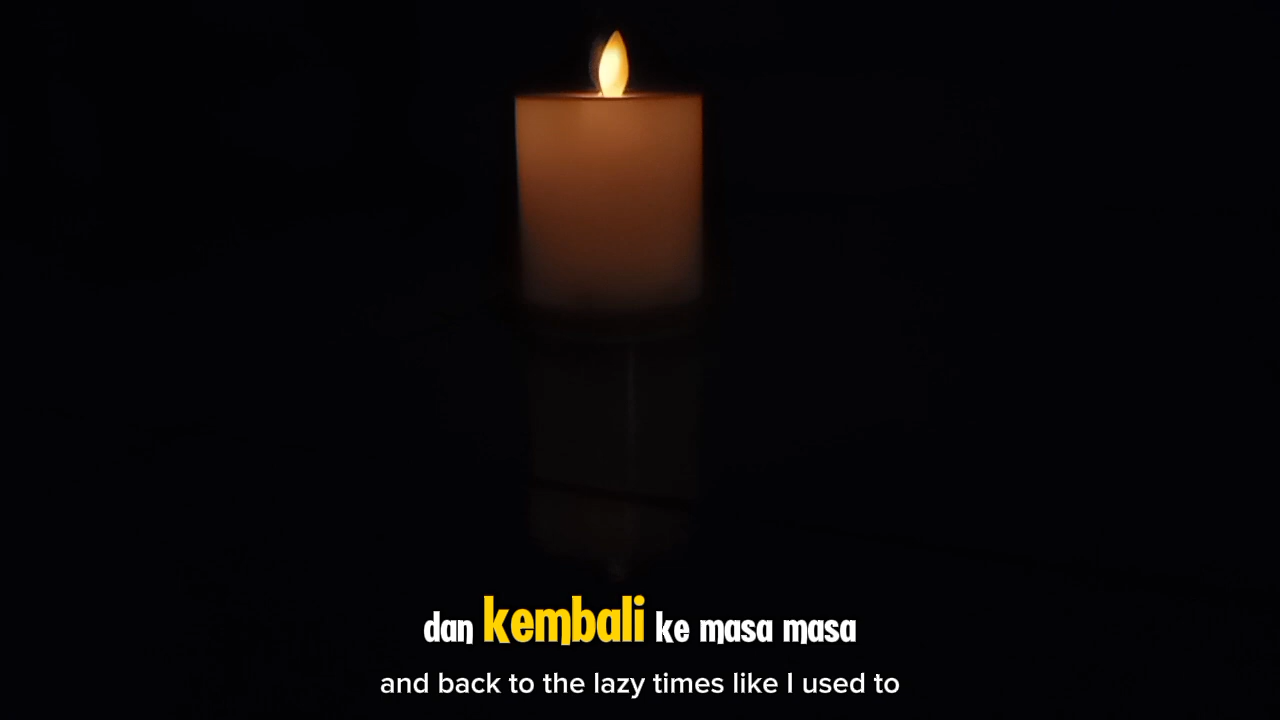 dan kembali ke masa masa
and back to the lazy times like I used to